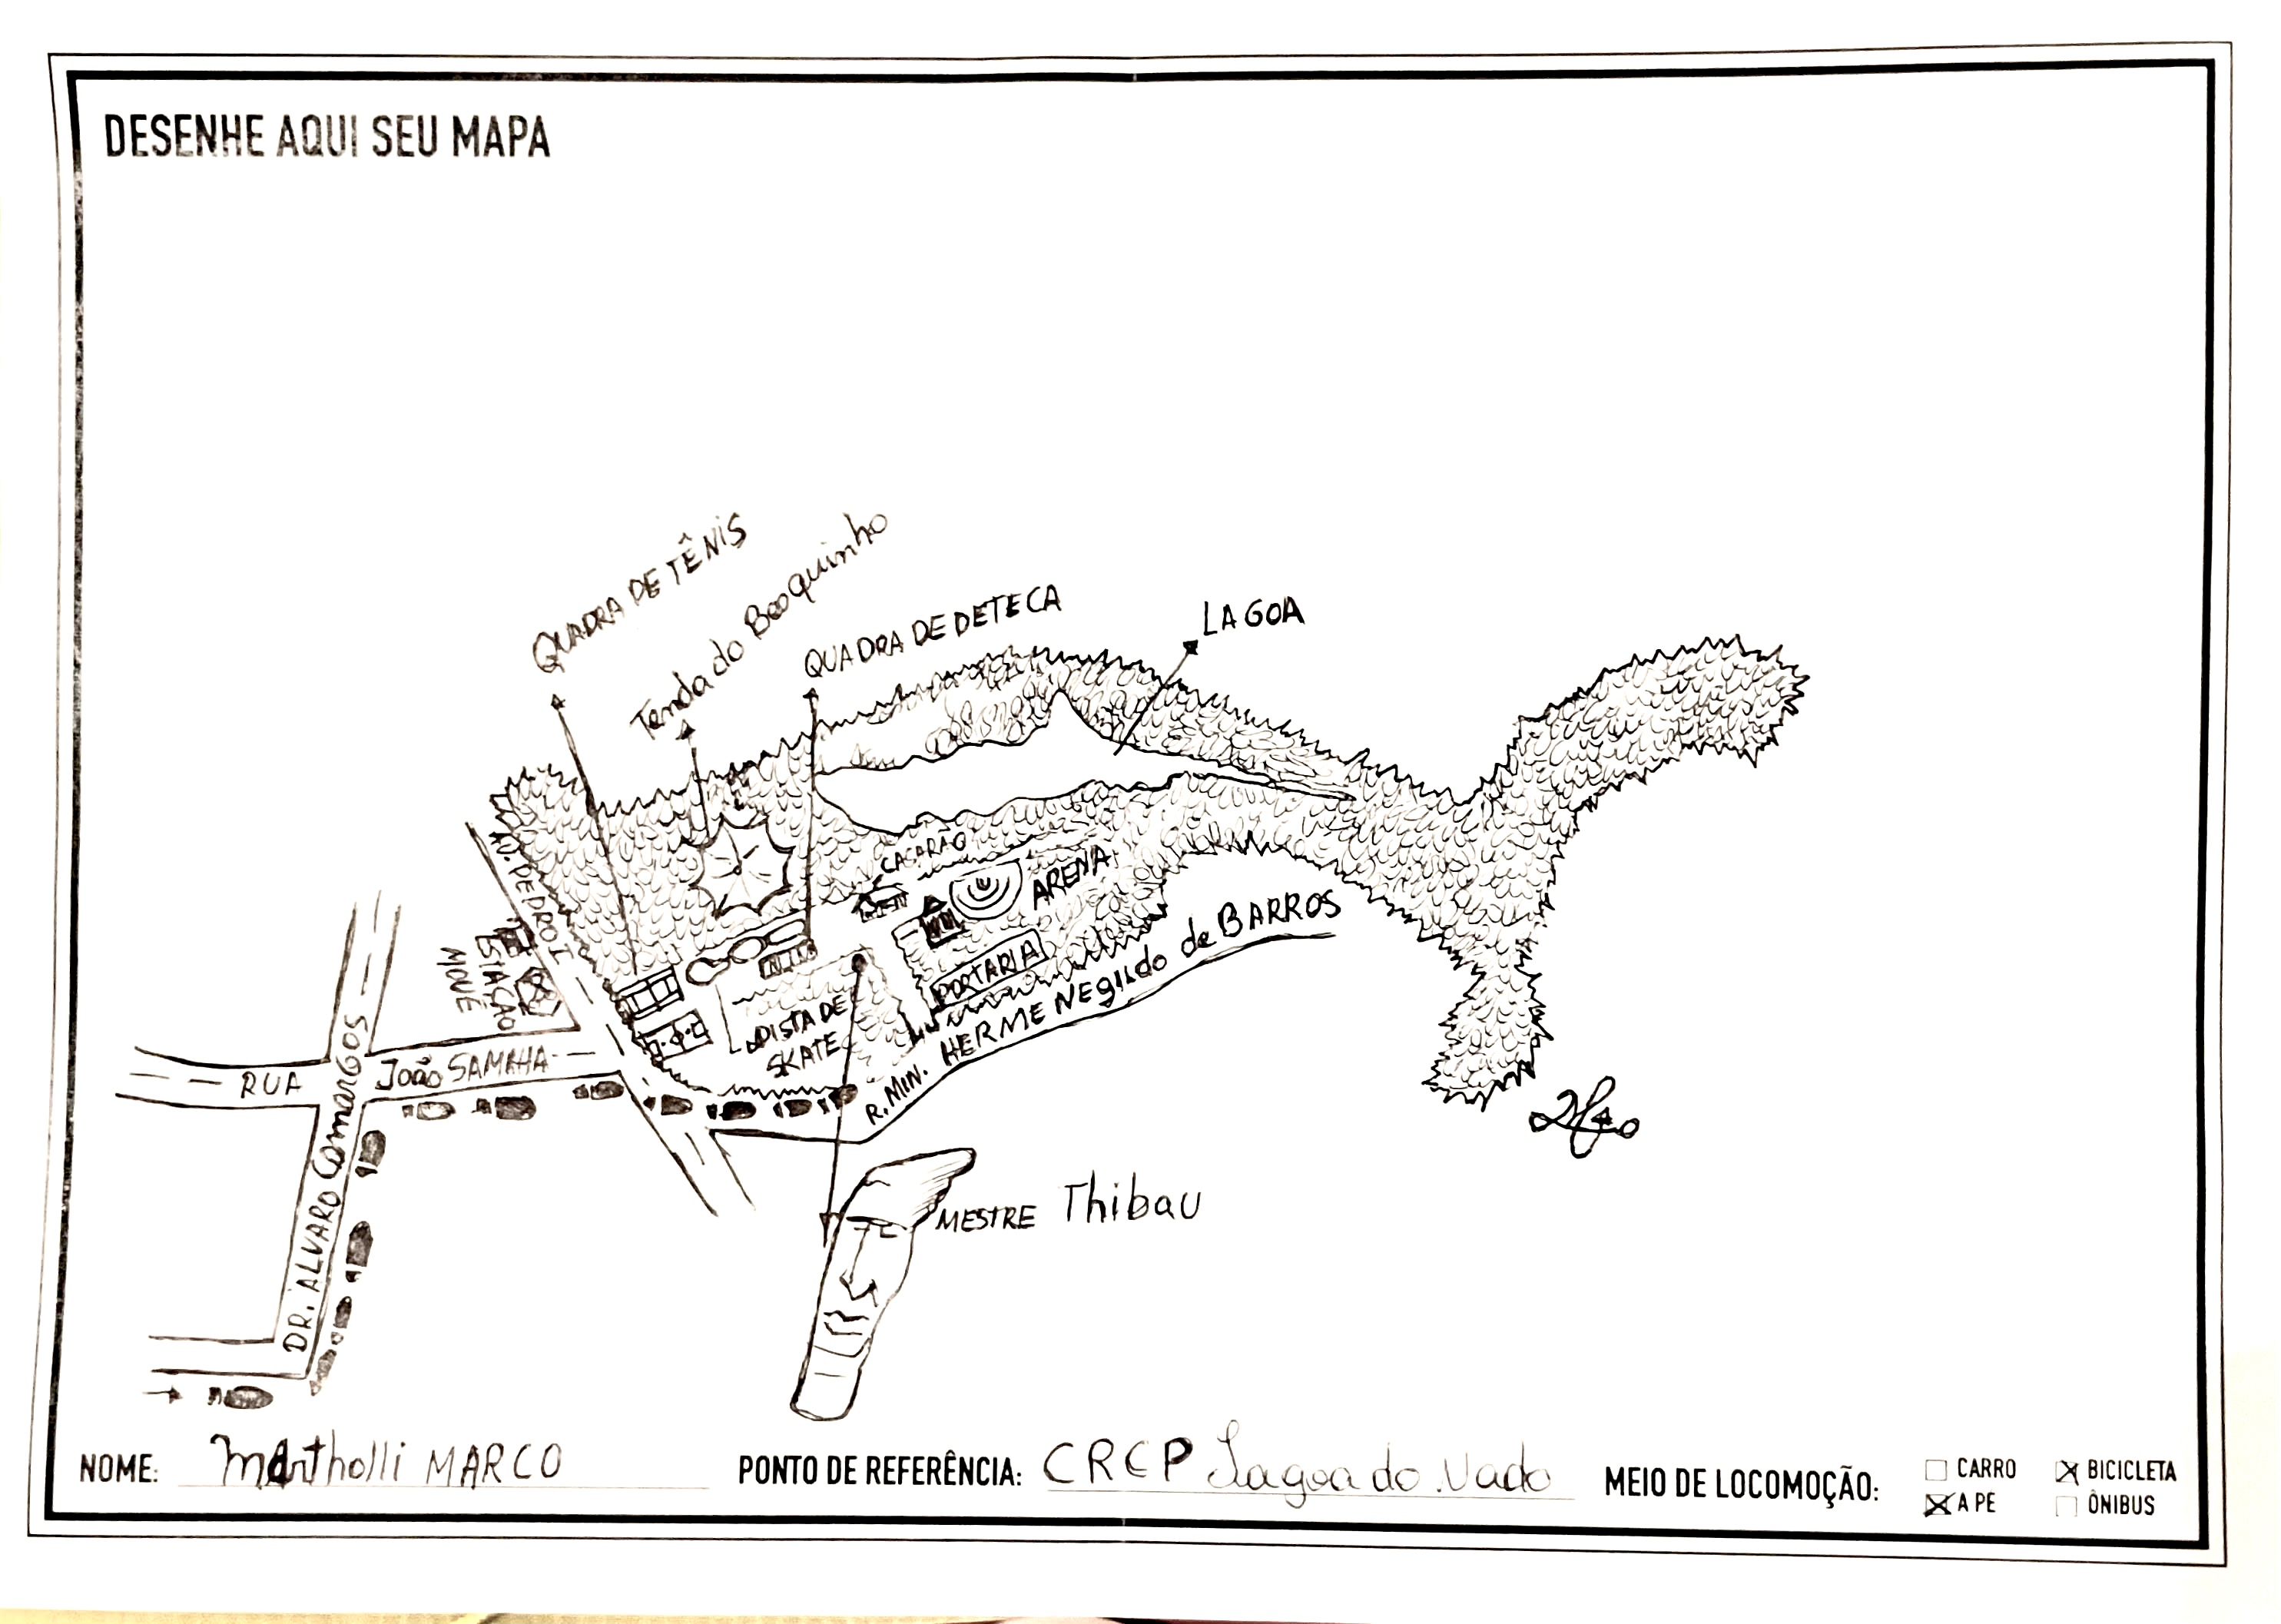 DESENHE AQUI SEU MAPA
QUADRA DE TÊNIS
Tenda do Bosquinho
QUADRA DE PETECA
LAGOA
CASARÃO
ARENA
PORTARIA
AV. PEDRO I
ESTAÇÃO
MOVE
PISTA DE
SKATE
R. MIN. HERMENEGILDO de BARROS
RUA João SAMAHA
DR. ALVARO CamarGOS
MESTRE Thibau
NOME: Martholli MARCO
PONTO DE REFERÊNCIA: CRCP Lagoa do Nado
MEIO DE LOCOMOÇÃO:
CARRO
BICICLETA
A PE
ÔNIBUS